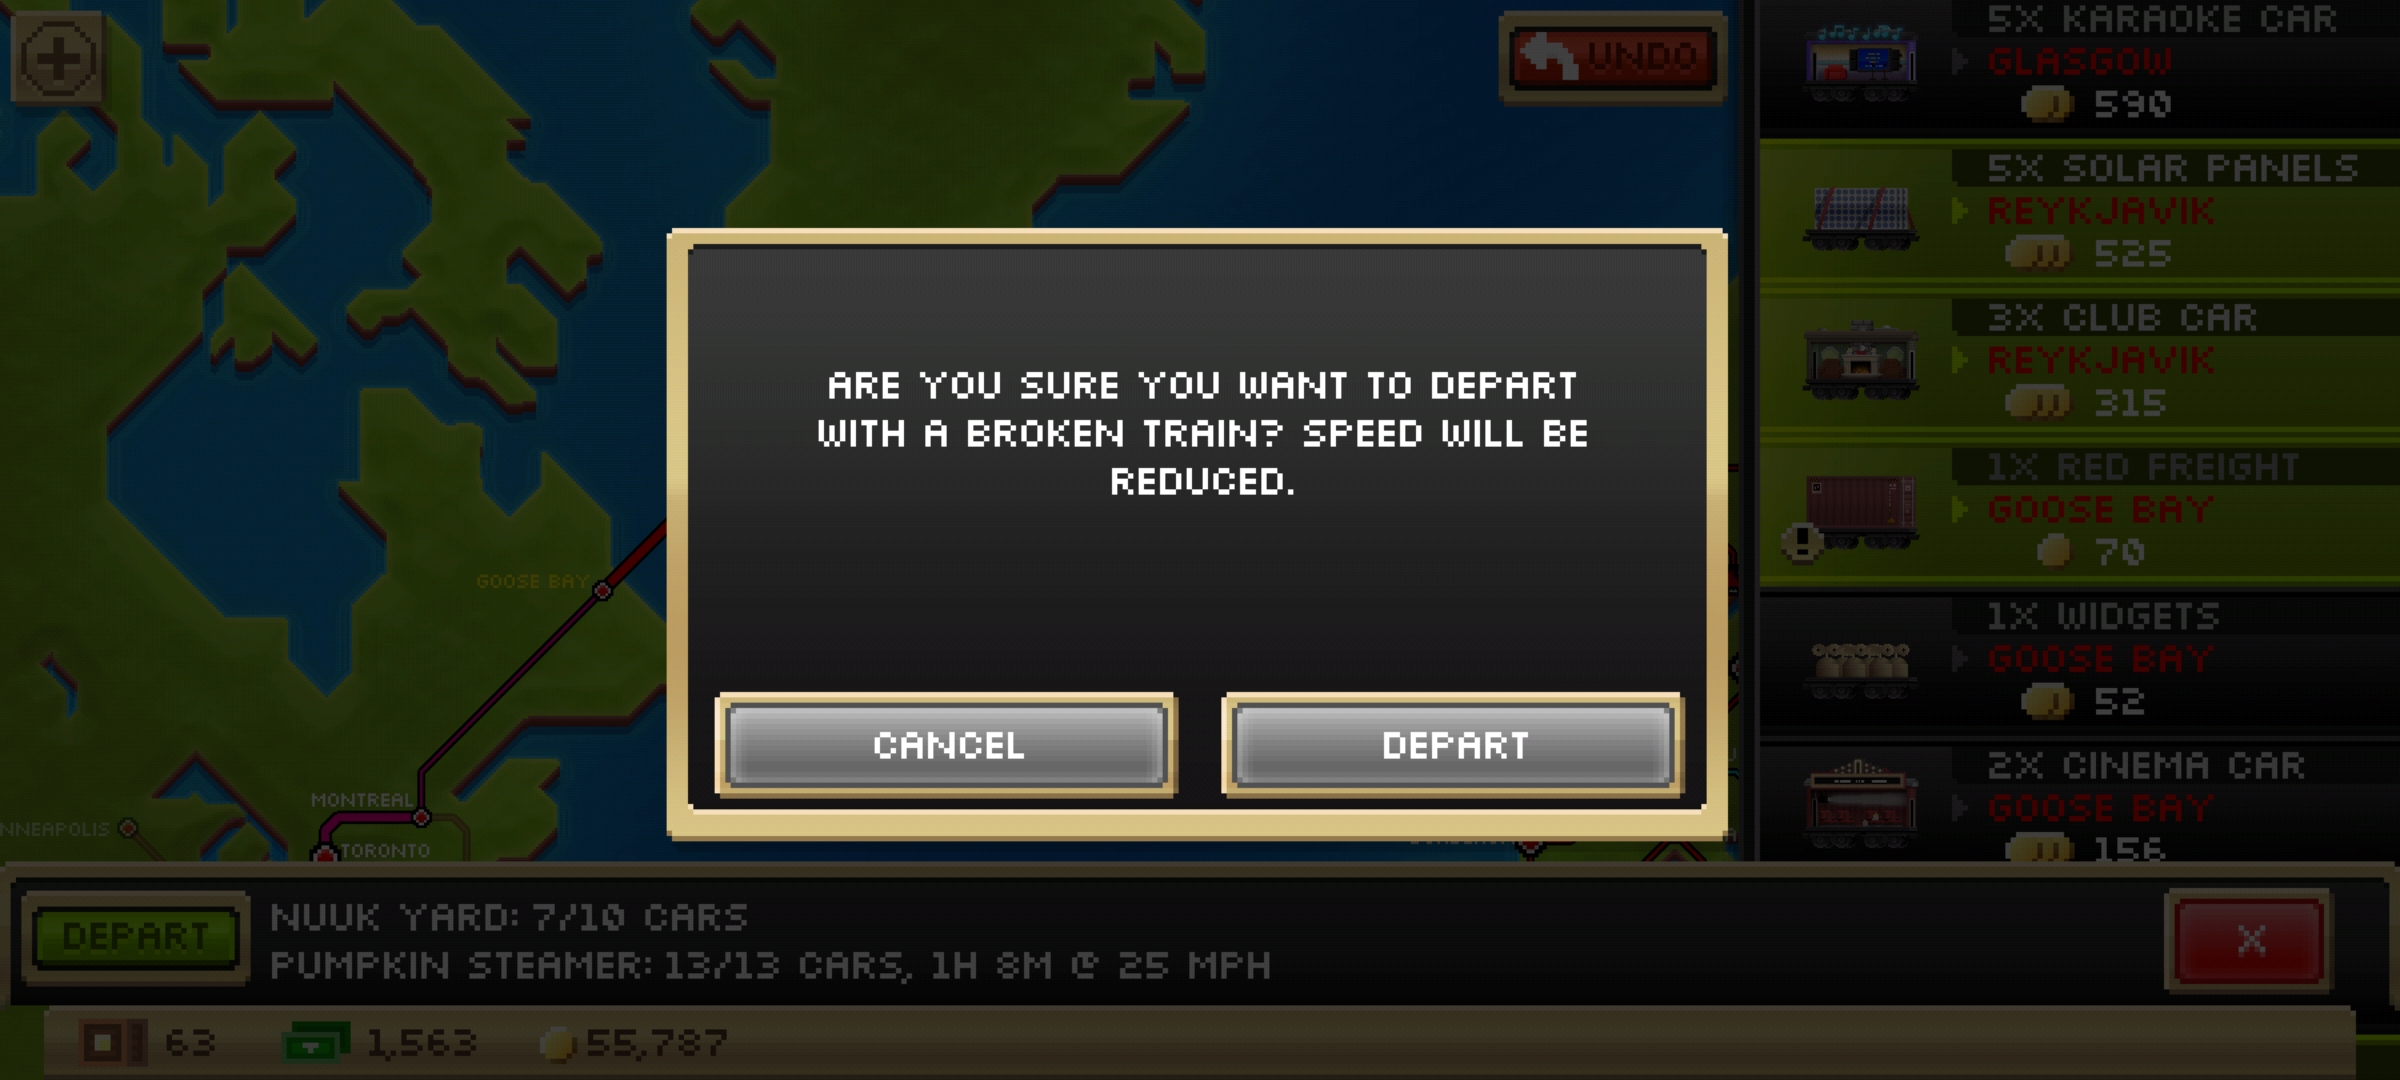 UNDO
5X KARAOKE CAR
GLASGOW
590
5X SOLAR PANELS
REYKJAVIK
525
3X CLUB CAR
REYKJAVIK
315
1X RED FREIGHT
GOOSE BAY
70
1X WIDGETS
GOOSE BAY
52
2X CINEMA CAR
GOOSE BAY
156
ARE YOU SURE YOU WANT TO DEPART
WITH A BROKEN TRAIN? SPEED WILL BE
REDUCED.
CANCEL
DEPART
GOOSE BAY
MONTREAL
NNEAPOLIS
TORONTO
DEPART
NUUK YARD: 7/10 CARS
PUMPKIN STEAMER: 13/13 CARS, 1H 8M @ 25 MPH
X
63
1,563
55,787